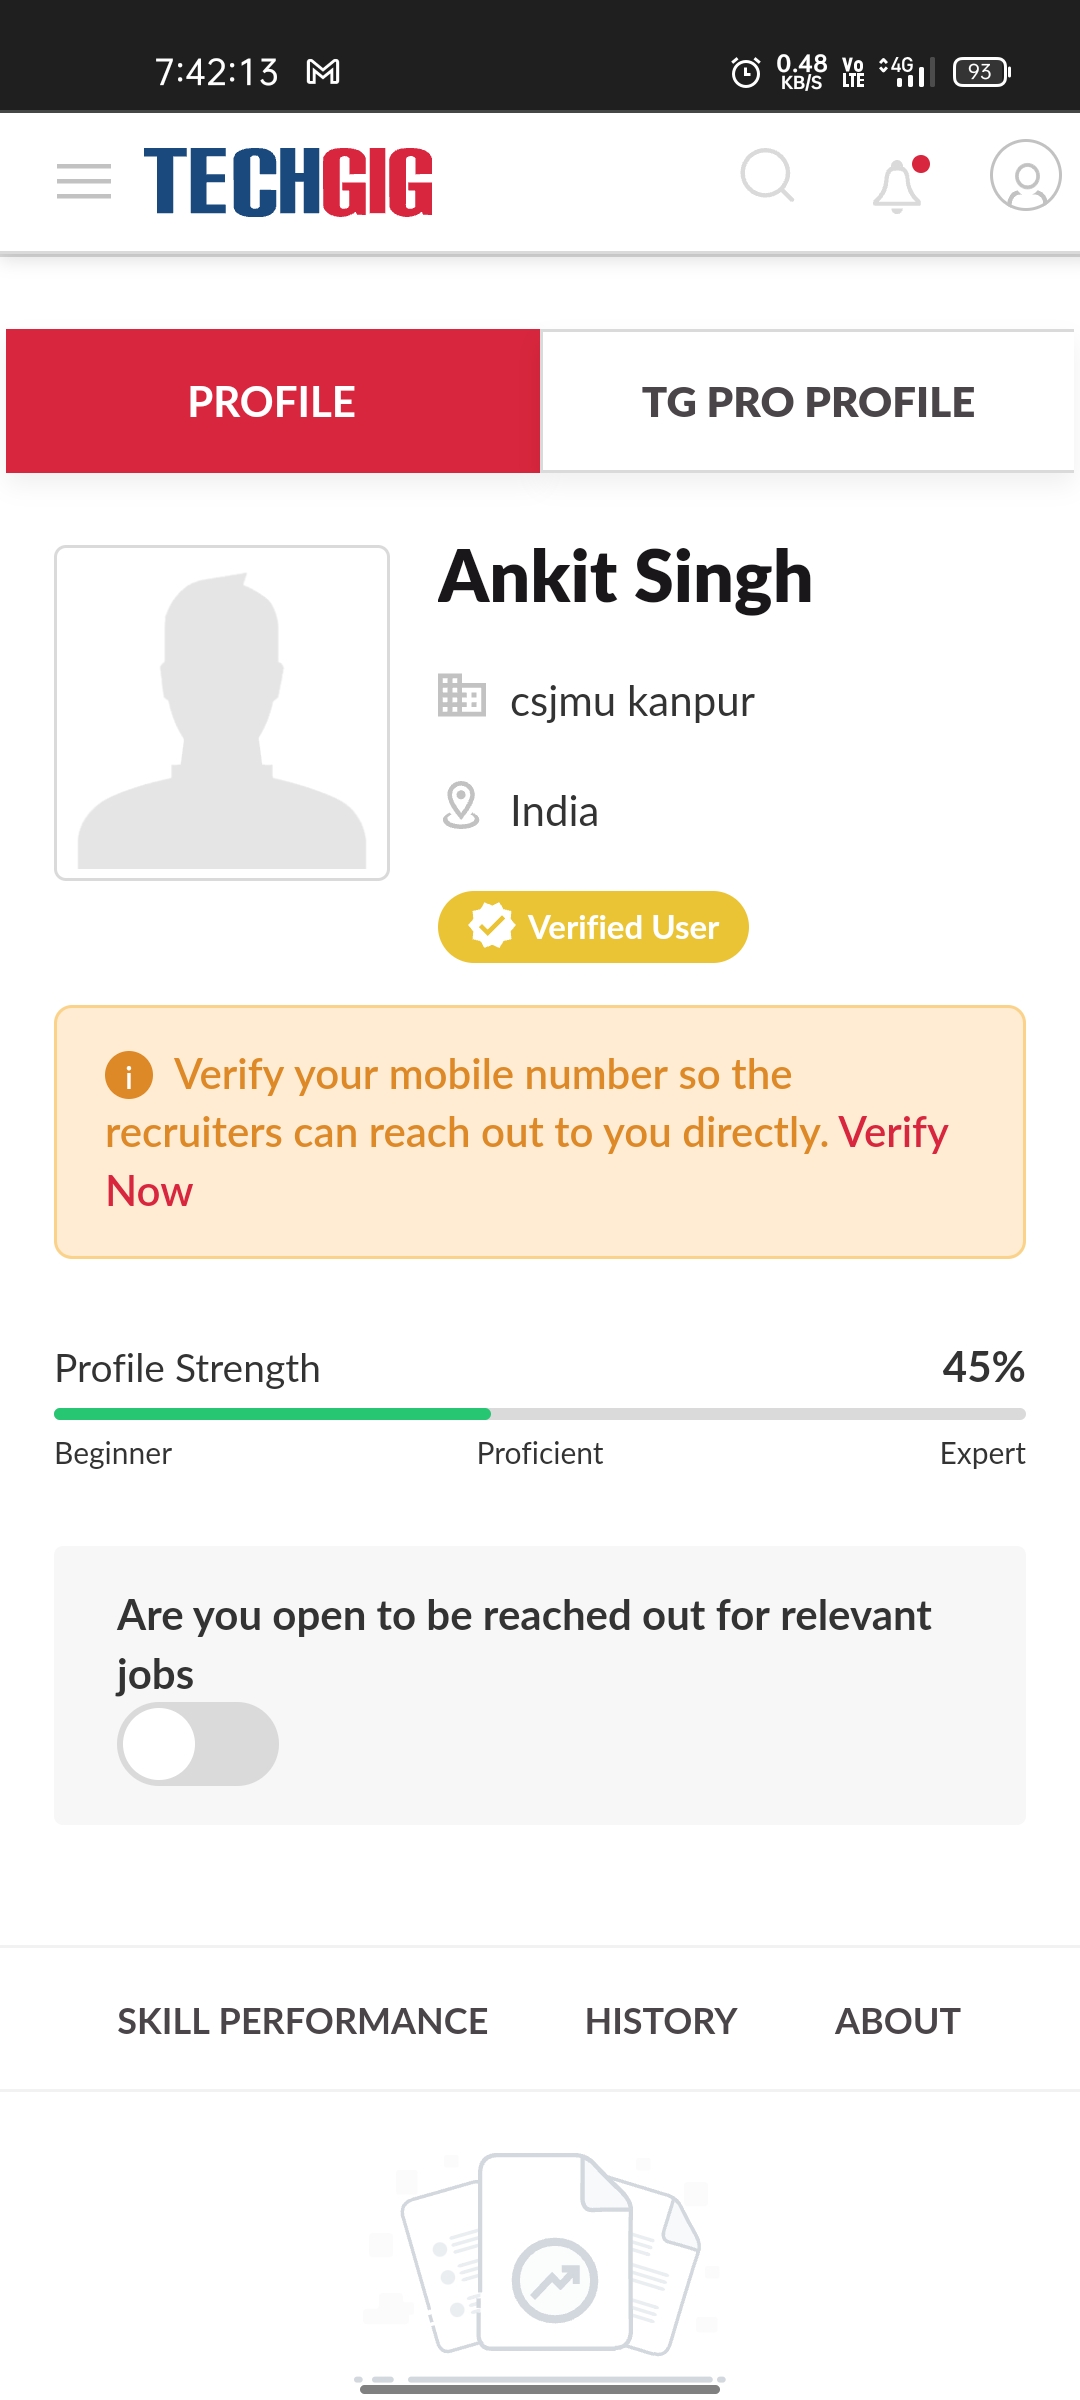 7:42:13
0.48
KB/S
Vo
LTE
4G
93
TECHGIG
PROFILE
TG PRO PROFILE
Ankit Singh
csjmu kanpur
India
Verified User
i Verify your mobile number so the
recruiters can reach out to you directly. Verify
Now
Profile Strength 45%
Beginner Proficient Expert
Are you open to be reached out for relevant
jobs
SKILL PERFORMANCE HISTORY ABOUT